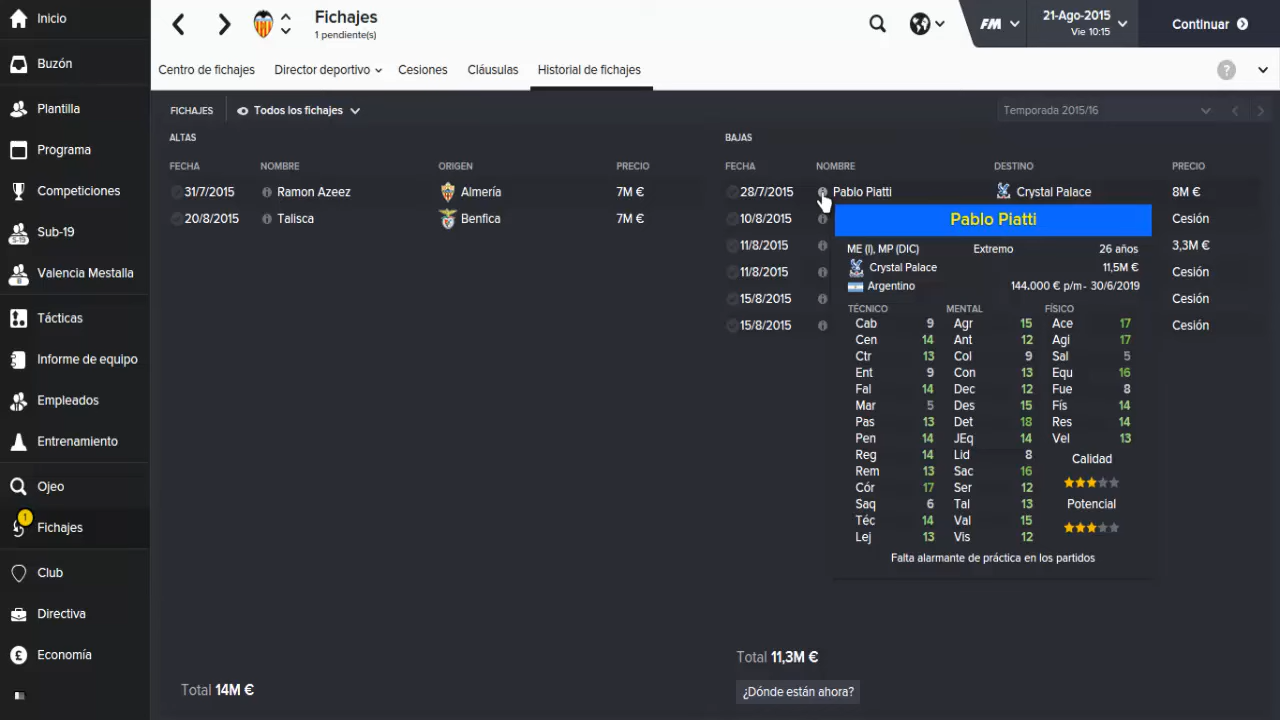 Inicio
Buzón
Plantilla
Programa
Competiciones
S-19
Sub-19
Valencia Mestalla
Tácticas
Informe de equipo
Empleados
Entrenamiento
Ojeo
1
Fichajes
Club
Directiva
£
Economía
Fichajes
1 pendiente(s)
FM
21-Ago-2015
Vie 10:15
Continuar
Centro de fichajes
Director deportivo
Cesiones
Cláusulas
Historial de fichajes
?
FICHAJES
Todos los fichajes
Temporada 2015/16
ALTAS
FECHA NOMBRE ORIGEN PRECIO
31/7/2015 Ramon Azeez Almería 7M €
20/8/2015 Talisca Benfica 7M €
Total 14M €
BAJAS
FECHA NOMBRE DESTINO PRECIO
28/7/2015 Pablo Piatti Crystal Palace 8M €
10/8/2015 Cesión
11/8/2015 3,3M €
11/8/2015 Cesión
15/8/2015 Cesión
15/8/2015 Cesión
Pablo Piatti
ME (I), MP (DIC) Extremo 26 años
Crystal Palace 11,5M €
Argentino 144.000 € p/m- 30/6/2019
TÉCNICO MENTAL FÍSICO
Cab 9 Agr 15 Ace 17
Cen 14 Ant 12 Agi 17
Ctr 13 Col 9 Sal 5
Ent 9 Con 13 Equ 16
Fal 14 Dec 12 Fue 8
Mar 5 Des 15 Fís 14
Pas 13 Det 18 Res 14
Pen 14 JEq 14 Vel 13
Reg 14 Lid 8
Rem 13 Sac 16
Cór 17 Ser 12
Saq 6 Tal 13
Téc 14 Val 15
Lej 13 Vis 12
Calidad
Potencial
Falta alarmante de práctica en los partidos
Total 11,3M €
¿Dónde están ahora?